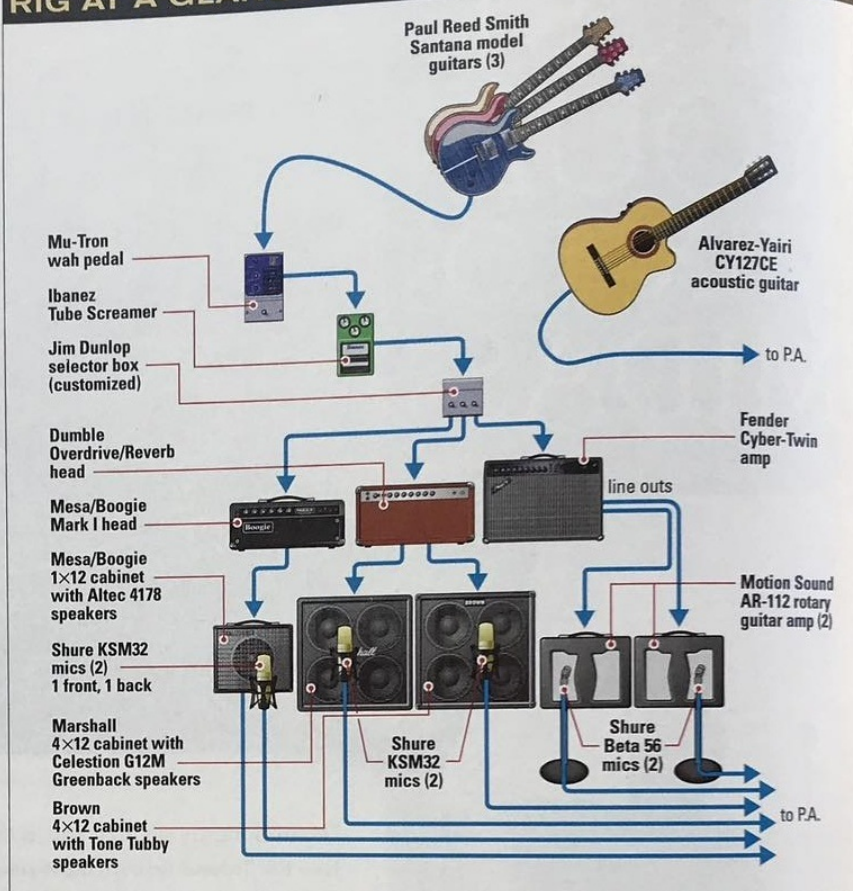 RIG AT A
Paul Reed Smith
Santana model
guitars (3)
Mu-Tron
wah pedal
Alvarez-Yairi
CY127CE
acoustic guitar
Ibanez
Tube Screamer
Jim Dunlop
selector box
(customized)
to P.A.
Fender
Cyber-Twin
amp
Dumble
Overdrive/Reverb
head
line outs
Mesa/Boogie
Mark I head
Boogie
Mesa/Boogie
1×12 cabinet
with Altec 4178
speakers
Motion Sound
AR-112 rotary
guitar amp (2)
BROWN
Shure KSM32
mics (2)
1 front, 1 back
Marshall
4×12 cabinet with
Celestion G12M
Greenback speakers
Shure
KSM32
mics (2)
Shure
Beta 56
mics (2)
Brown
4×12 cabinet
with Tone Tubby
speakers
to P.A.